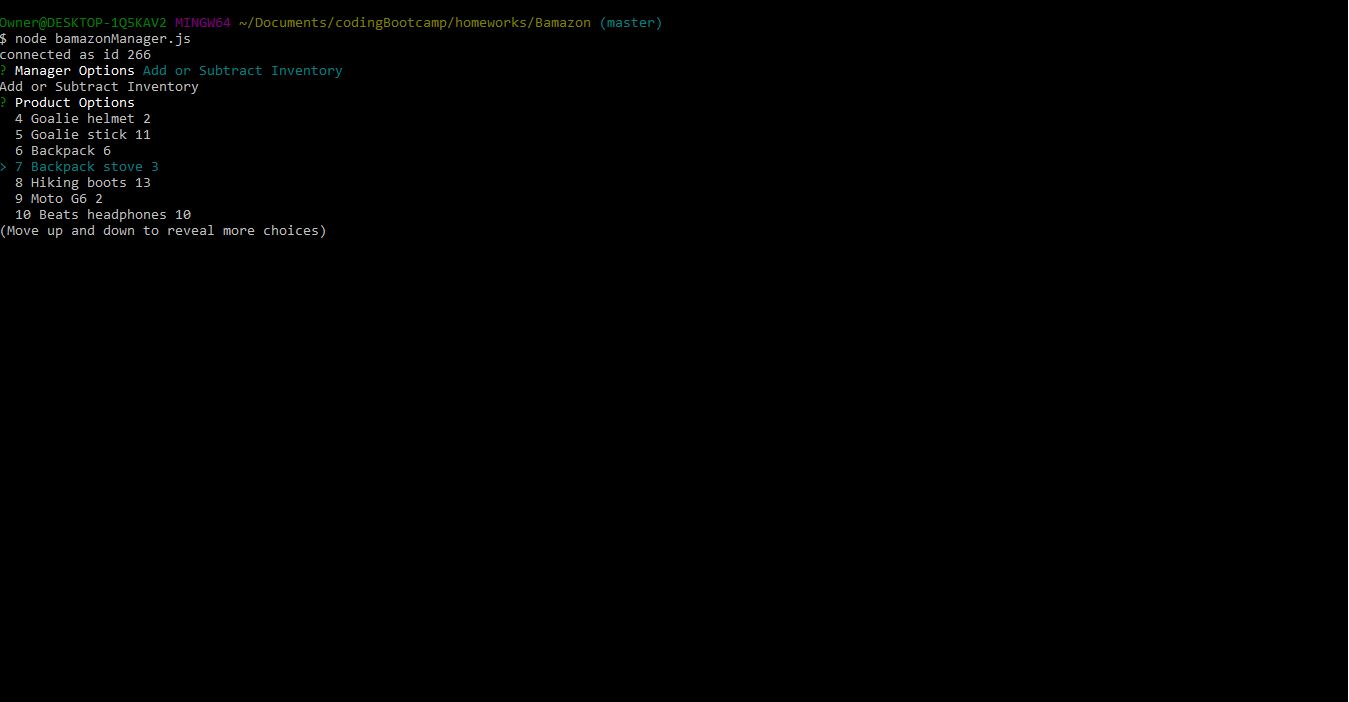 Owner@DESKTOP-1Q5KAV2 MINGW64 ~/Documents/codingBootcamp/homeworks/Bamazon (master)
$ node bamazonManager.js
connected as id 266
? Manager Options Add or Subtract Inventory
Add or Subtract Inventory
? Product Options
4 Goalie helmet 2
5 Goalie stick 11
6 Backpack 6
> 7 Backpack stove 3
8 Hiking boots 13
9 Moto G6 2
10 Beats headphones 10
(Move up and down to reveal more choices)